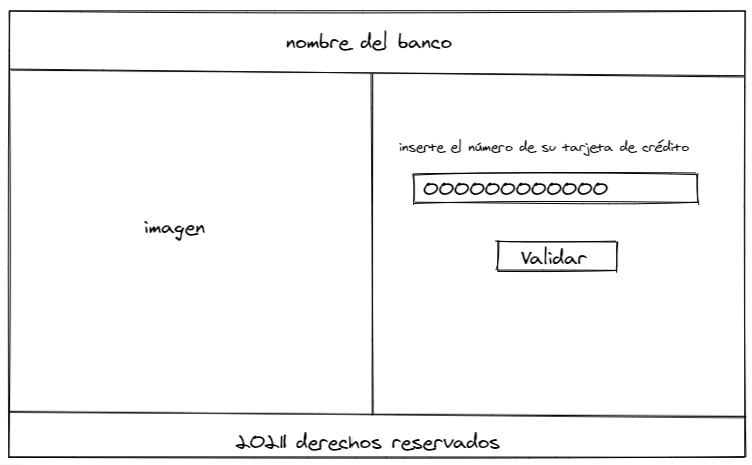 nombre del banco
imagen
inserte el número de su tarjeta de crédito
000000000000
Validar
2021| derechos reservados